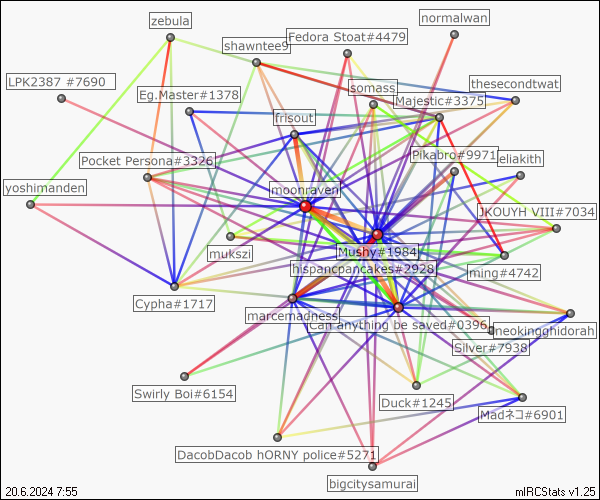 normalwan
zebula
Fedora Stoat#4479
shawntee9
LPK2387 #7690
thesecondtwat
somass
Eg.Master#1378
Majestic#3375
frisout
Pikabro#9971
eliakith
Pocket Persona#3326
yoshimanden
moonraven
JKOUYH VIII#7034
mukszi
Mushy#1984
hispancpancakes#2928
ming#4742
Cypha#1717
marcemadness
Can anything be saved#0396
neokingghidorah
Silver#7938
Swirly Boi#6154
Duck#1245
Madネコ#6901
DacobDacob hORNY police#5271
bigcitysamurai
20.6.2024 7:55
mIRCStats v1.25